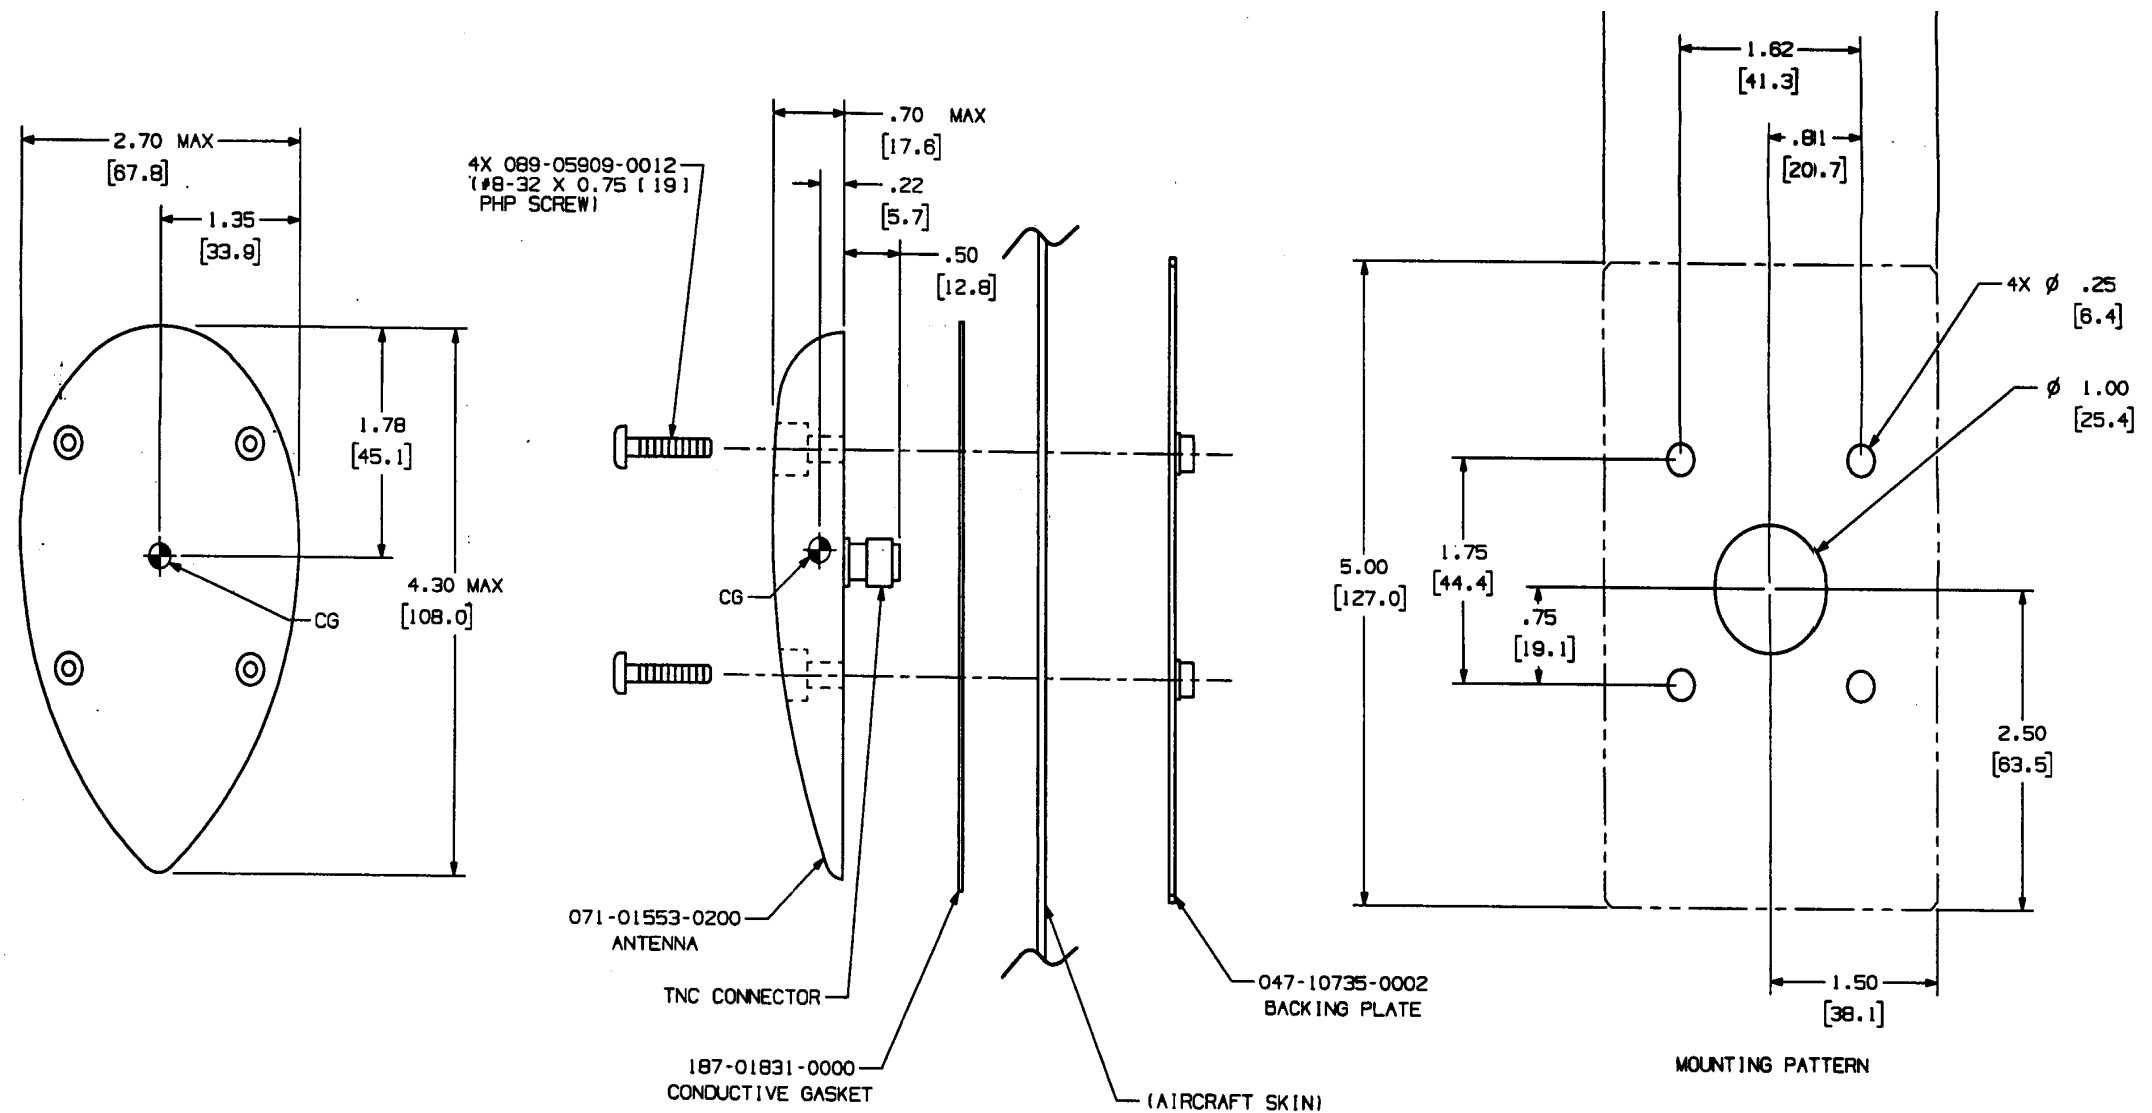 2.70 MAX
[67.8]
1.35
[33.9]
1.78
[45.1]
4.30 MAX
[108.0]
CG
4X 089-05909-0012
(#8-32 X 0.75 [19]
PHP SCREW)
.70 MAX
[17.6]
.22
[5.7]
.50
[12.8]
CG
071-01553-0200
ANTENNA
TNC CONNECTOR
187-01831-0000
CONDUCTIVE GASKET
(AIRCRAFT SKIN)
047-10735-0002
BACKING PLATE
1.62
[41.3]
.81
[20.7]
4X Ø .25
[6.4]
Ø 1.00
[25.4]
5.00
[127.0]
1.75
[44.4]
.75
[19.1]
2.50
[63.5]
1.50
[38.1]
MOUNTING PATTERN